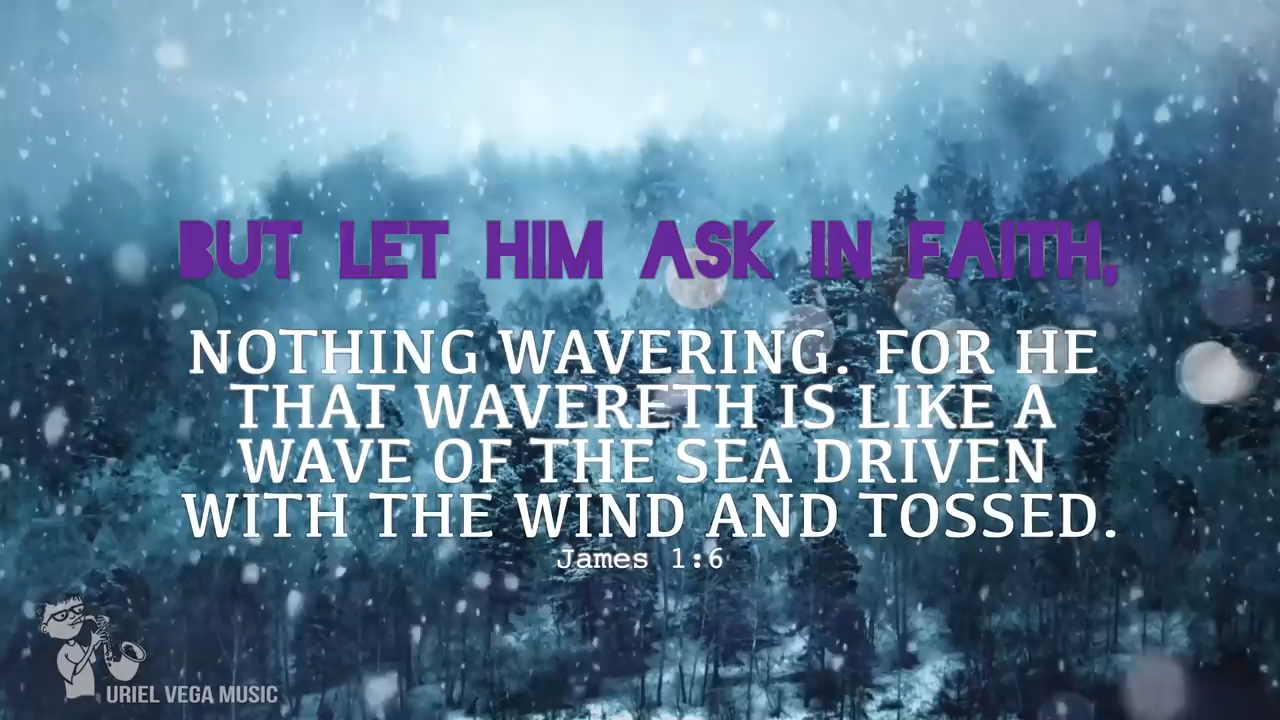 BUT LET HIM ASK IN FAITH,
NOTHING WAVERING. FOR HE
THAT WAVERETH IS LIKE A
WAVE OF THE SEA DRIVEN
WITH THE WIND AND TOSSED.
James 1:6
URIEL VEGA MUSIC